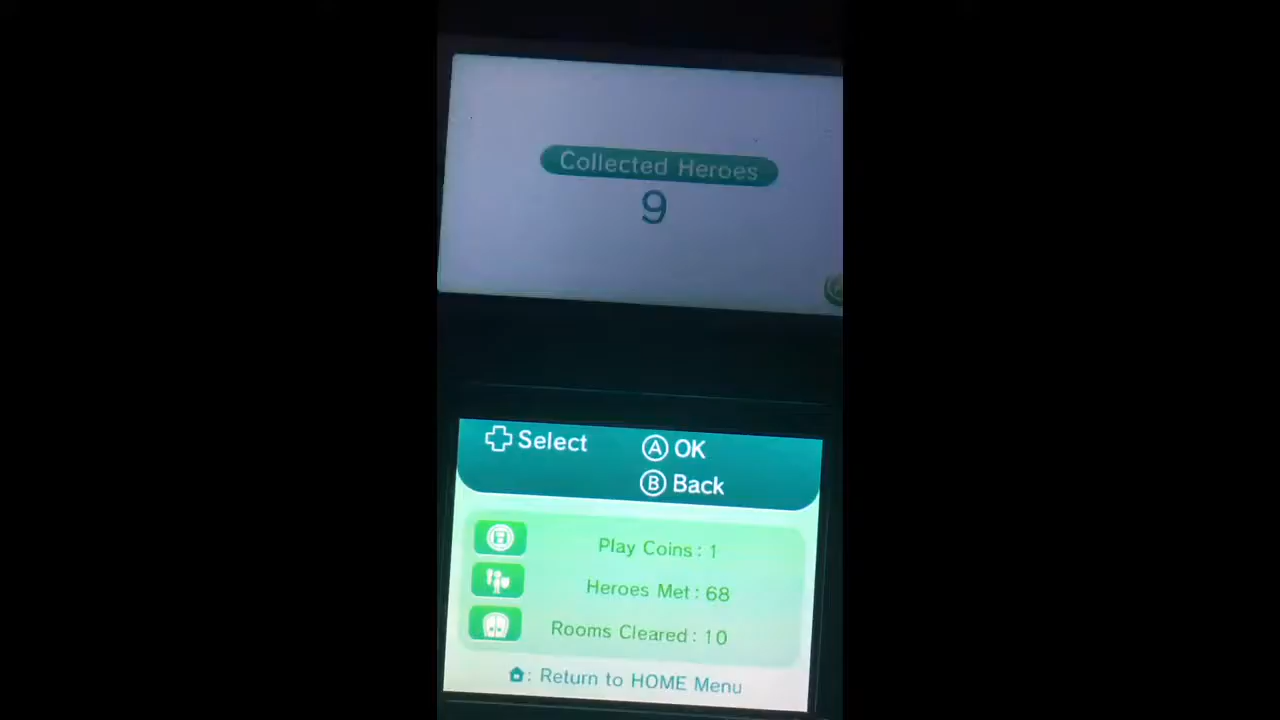 Collected Heroes
9
Select
A OK
B Back
Play Coins : 1
Heroes Met : 68
Rooms Cleared : 10
: Return to HOME Menu